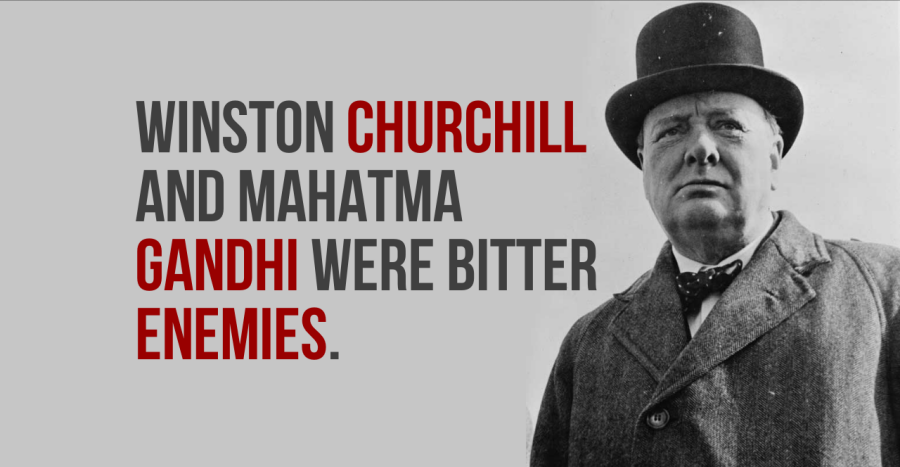 WINSTON CHURCHILL
AND MAHATMA
GANDHI WERE BITTER
ENEMIES.